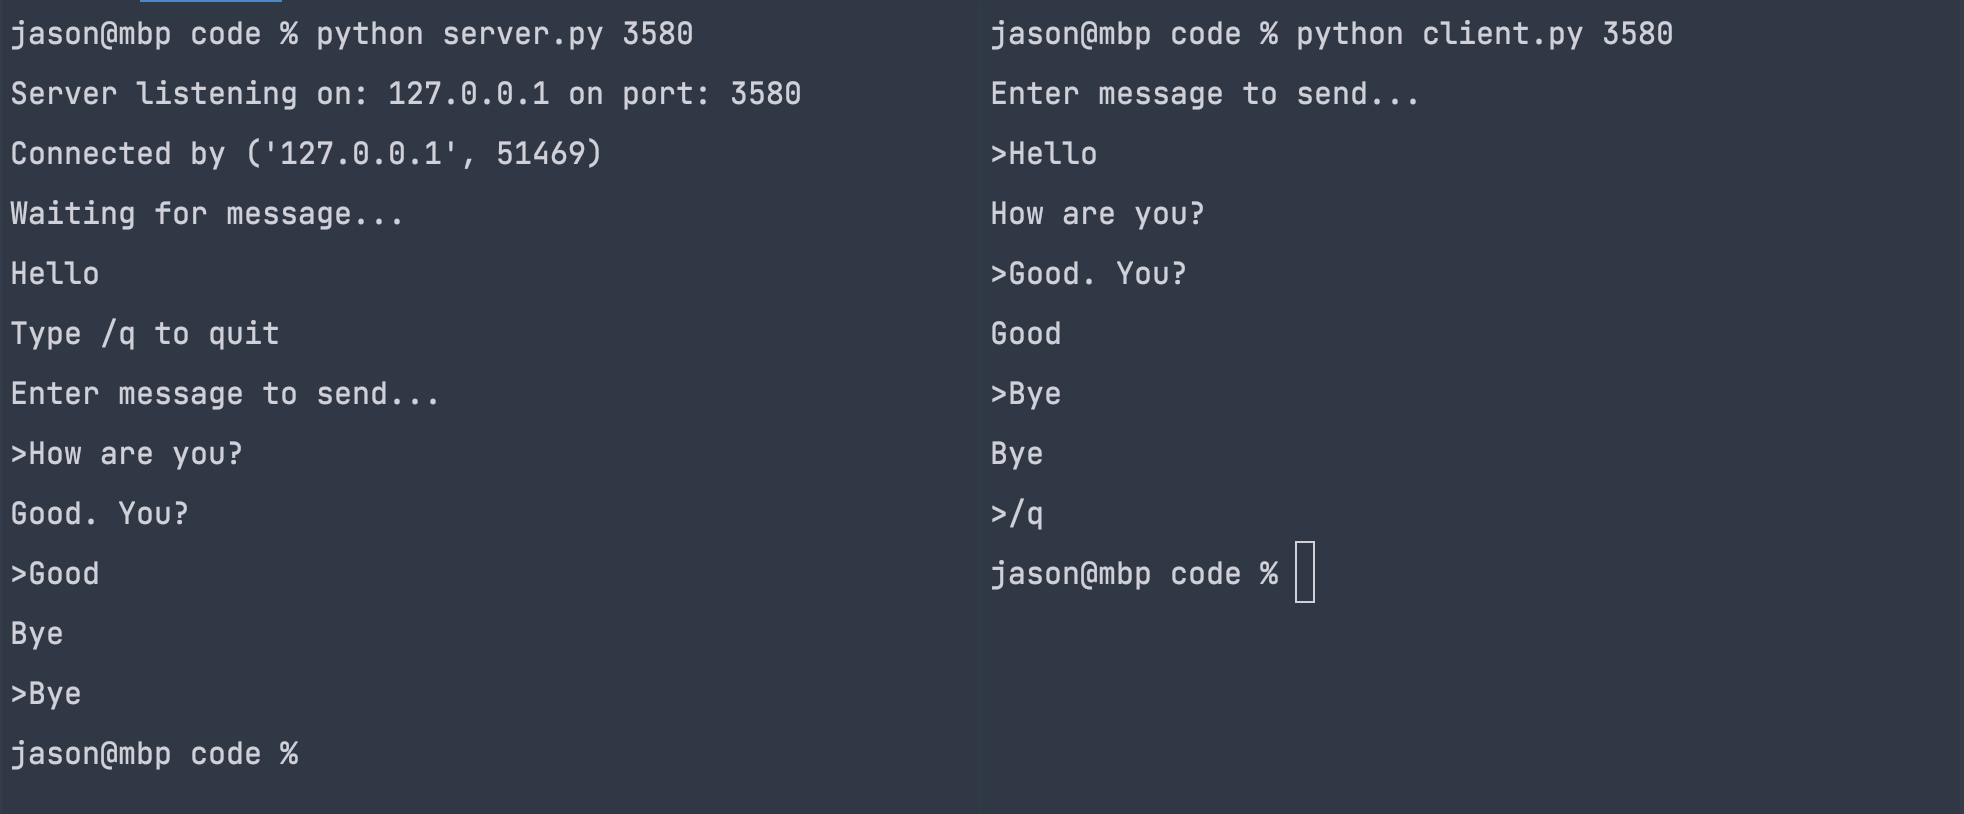 jason@mbp code % python server.py 3580
Server listening on: 127.0.0.1 on port: 3580
Connected by ('127.0.0.1', 51469)
Waiting for message...
Hello
Type /q to quit
Enter message to send...
>How are you?
Good. You?
>Good
Bye
>Bye
jason@mbp code %
jason@mbp code % python client.py 3580
Enter message to send...
>Hello
How are you?
>Good. You?
Good
>Bye
Bye
>/q
jason@mbp code %